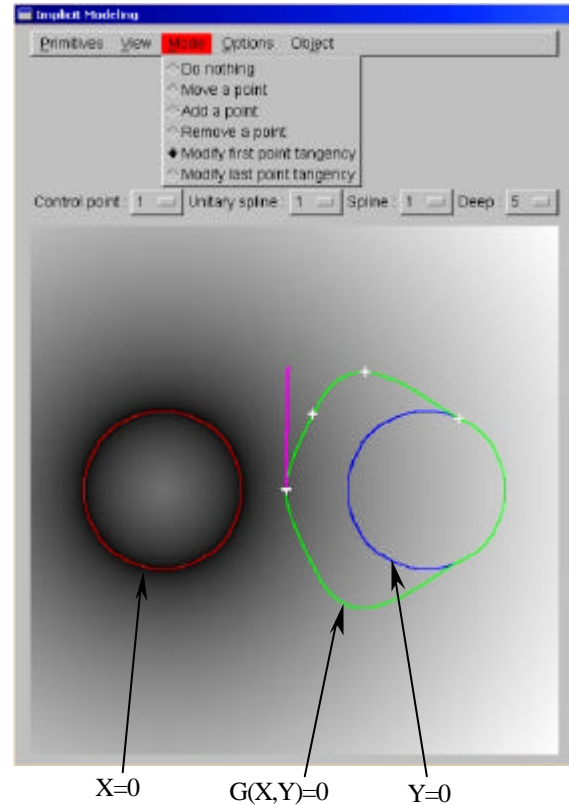 Implicit Modeling
Primitives View Mode Options Object
Do nothing
Move a point
Add a point
Remove a point
Modify first point tangency
Modify last point tangency
Control point : 1 Unitary spline : 1 Spline : 1 Deep : 5
X=0 G(X,Y)=0 Y=0